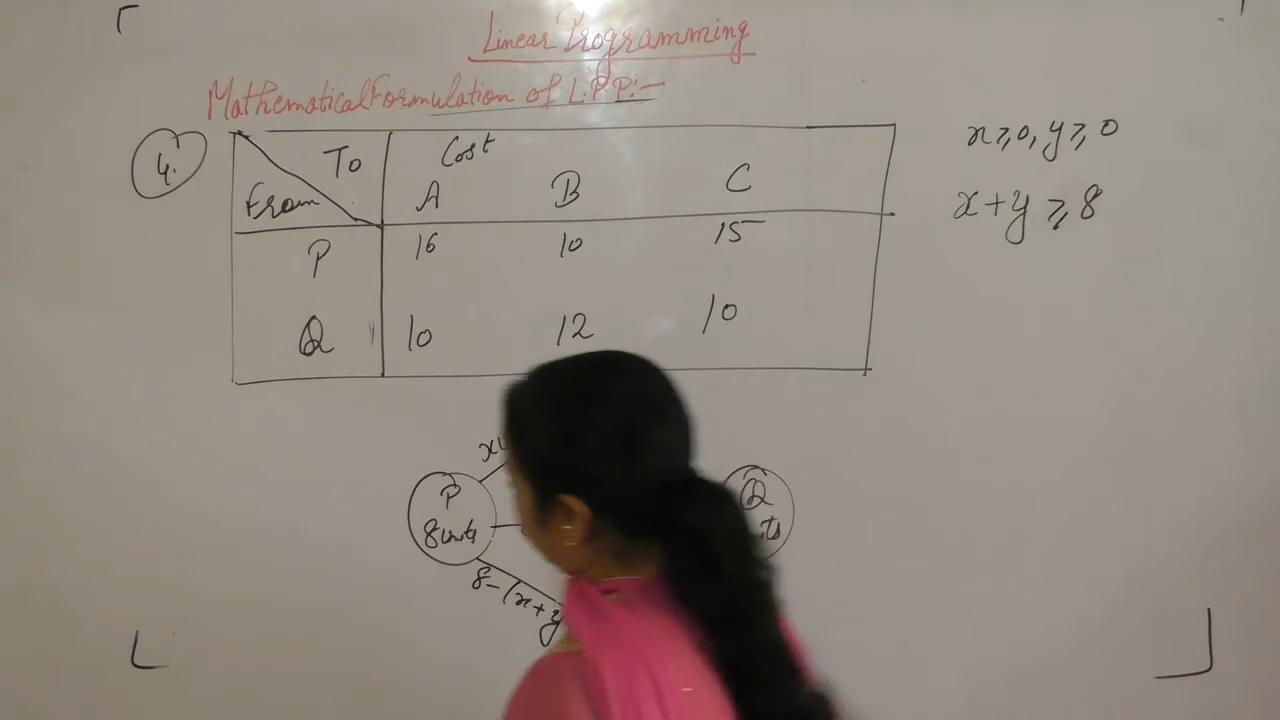 Linear Programming
Mathematical Formulation of L.P.P:-
4.
To
From
Cost
A B C
P 16 10 15
Q 10 12 10
x ≥ 0, y ≥ 0
x + y ≥ 8
P
8 units
8 - (x + y
Q